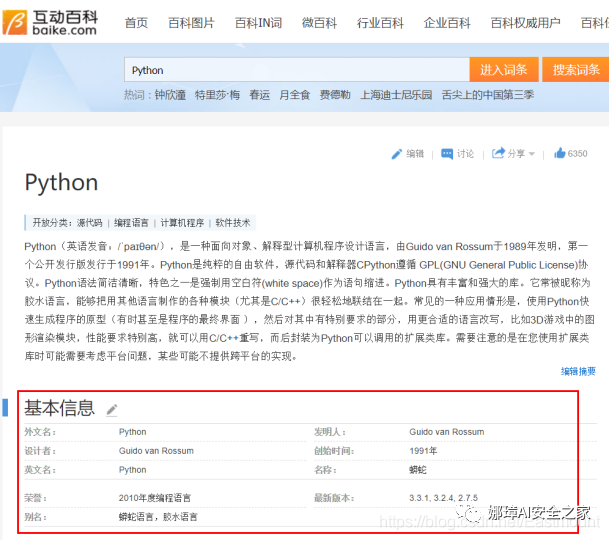 互动百科
baike.com
首页 百科图片 百科IN词 微百科 行业百科 企业百科 百科权威用户
Python 进入词条 搜索词条
热词： 钟欣潼 特里莎·梅 春运 月全食 费德勒 上海迪士尼乐园 舌尖上的中国第三季
编辑 讨论 分享 6350
Python
开放分类： 源代码 | 编程语言 | 计算机程序 | 软件技术
Python（英语发音：/ˈpaɪθən/），是一种面向对象、解释型计算机程序设计语言，由Guido van Rossum于1989年发明，第一
个公开发行版发行于1991年。Python是纯粹的自由软件，源代码和解释器CPython遵循 GPL(GNU General Public License)协
议。Python语法简洁清晰，特色之一是强制用空白符(white space)作为语句缩进。Python具有丰富和强大的库。它常被昵称为
胶水语言，能够把用其他语言制作的各种模块（尤其是C/C++）很轻松地联结在一起。常见的一种应用情形是，使用Python快
速生成程序的原型（有时甚至是程序的最终界面），然后对其中有特别要求的部分，用更合适的语言改写，比如3D游戏中的图
形渲染模块，性能要求特别高，就可以用C/C++重写，而后封装为Python可以调用的扩展类库。需要注意的是在您使用扩展类
库时可能需要考虑平台问题，某些可能不提供跨平台的实现。
编辑摘要
基本信息
外文名： Python 发明人： Guido van Rossum
设计者： Guido van Rossum 创始时间： 1991年
英文名： Python 名称： 蟒蛇
荣誉： 2010年度编程语言 最新版本： 3.3.1, 3.2.4, 2.7.5
别名： 蟒蛇语言，胶水语言
娜璋AI安全之家
https://blog.csdn.net/Eastmount